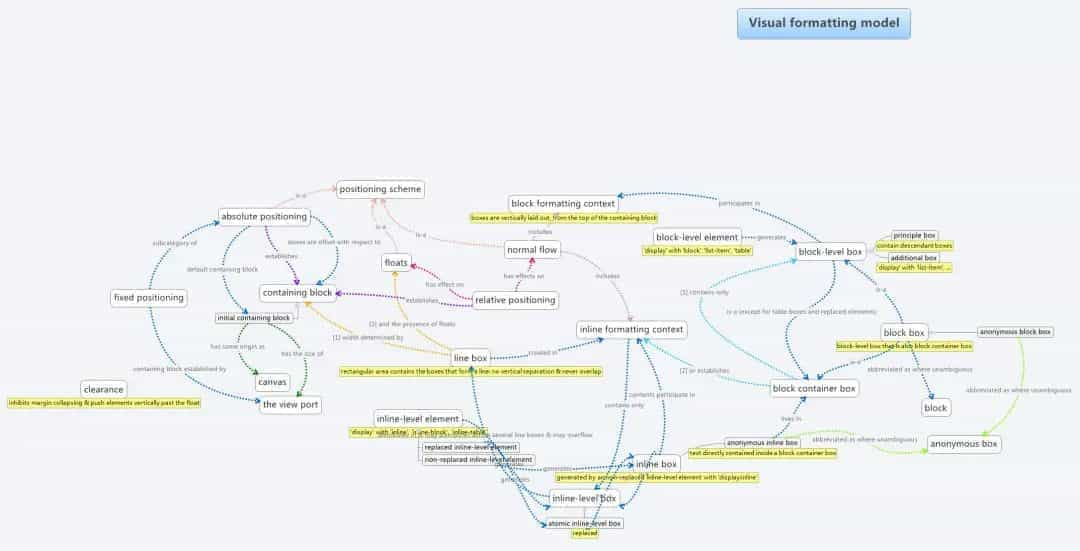 Visual formatting model
positioning scheme
is-a
absolute positioning
block formatting context
boxes are vertically laid out, from the top of the containing block
participates in
includes
is-a
is-a
block-level element
generates
'display' with 'block', 'list-item', 'table'
principle box
contain descendant boxes
block-level box
additional box
'display' with 'list-item', ...
subcategory of
boxes are offset with respect to
establishes
normal flow
default containing block
floats
has effect on
has effect on
includes
fixed positioning
containing block
establishes
relative positioning
[1] contains only
is-a
is-a (except for table boxes and replaced elements)
initial containing block
[2] and the presence of floats
[1] width determined by
inline formatting context
block box
anonymous block box
block-level box that is also block container box
has same origin as
has the size of
line box
created in
rectangular area contains the boxes that form a line. no vertical separation & never overlap
is-a
abbreviated as where unambiguous
containing block established by
[2] or establishes
canvas
clearance
inhibits margin collapsing & push elements vertically past the float
the view port
contents participate in
contains only
block container box
abbreviated as where unambiguous
block
inline-level element
'display' with 'inline', 'inline-block', 'inline-table'
several line boxes & may overflow
lives in
replaced inline-level element
non-replaced inline-level element
anonymous inline box
text directly contained inside a block container box
abbreviated as where unambiguous
anonymous box
generates
generates
inline box
generated by a non-replaced inline-level element with 'display:inline'
generates
inline-level box
atomic inline-level box
replaced